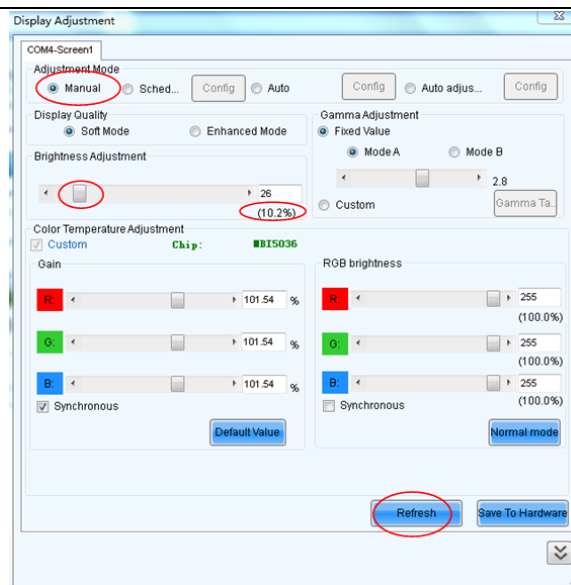 Display Adjustment
COM4-Screen1
Adjustment Mode
Manual Sched... Config Auto Config Auto adjus... Config
Display Quality
Soft Mode Enhanced Mode
Gamma Adjustment
Fixed Value
Mode A Mode B
2.8
Custom Gamma Ta..
Brightness Adjustment
26
(10.2%)
Color Temperature Adjustment
Custom Chip: MBI5036
Gain
R: 101.54 %
G: 101.54 %
B: 101.54 %
Synchronous
Default Value
RGB brightness
R: 255
(100.0%)
G: 255
(100.0%)
B: 255
(100.0%)
Synchronous
Normal mode
Refresh Save To Hardware